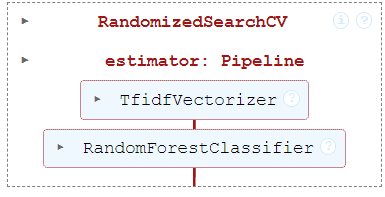 RandomizedSearchCV i ?
estimator: Pipeline
TfidfVectorizer ?
RandomForestClassifier ?